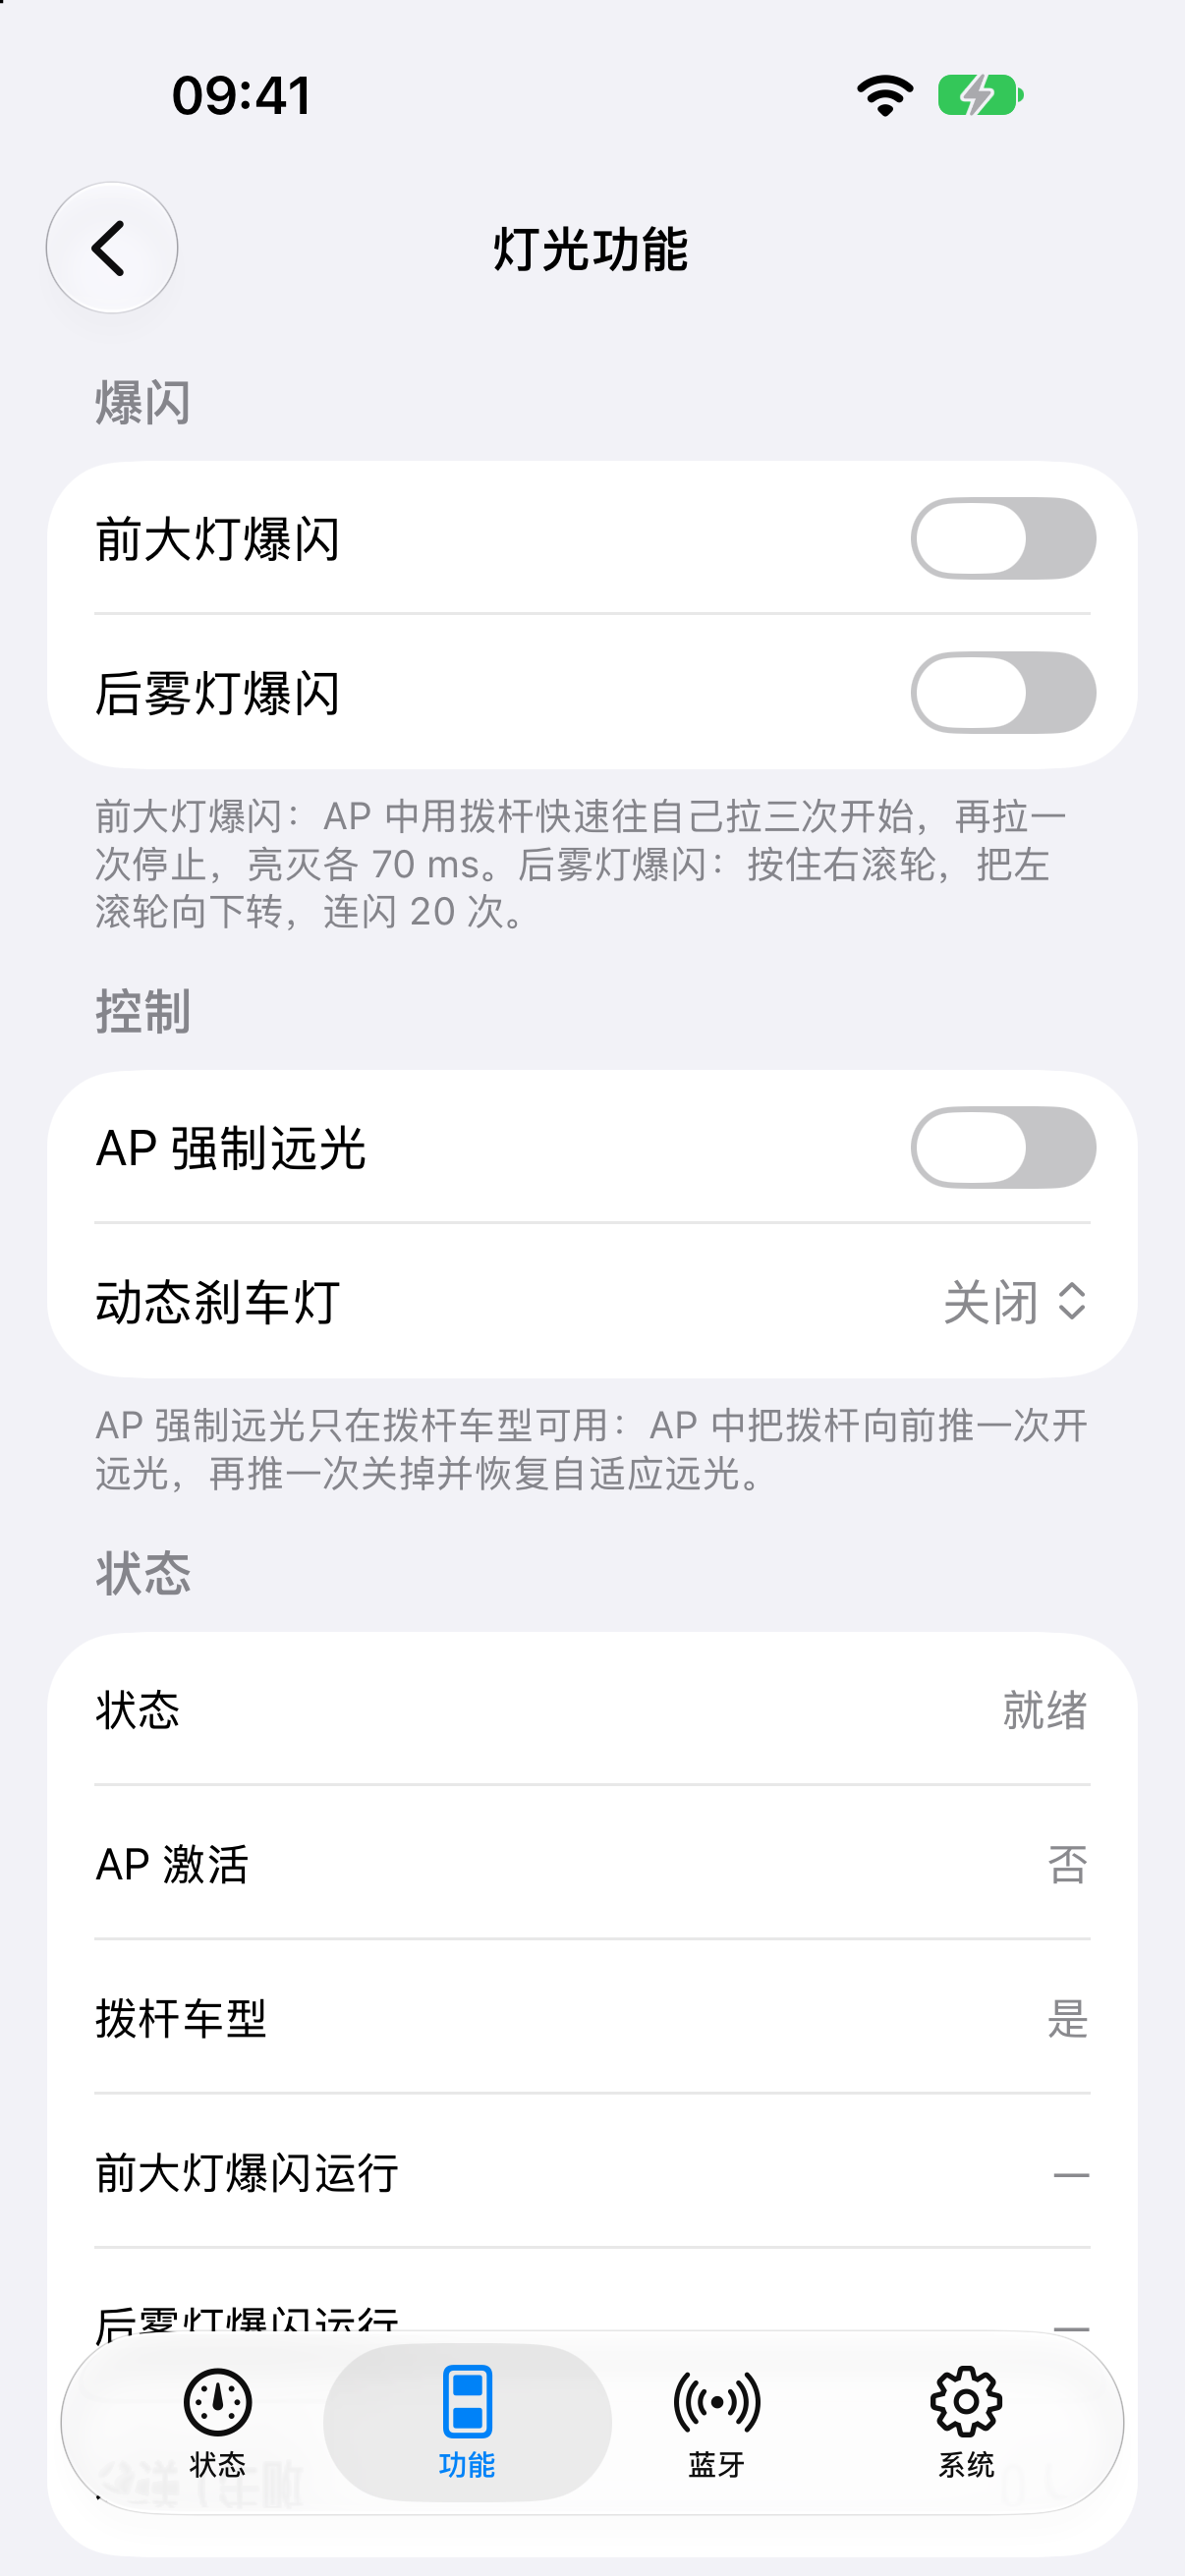 09:41
灯光功能
爆闪
前大灯爆闪
后雾灯爆闪
前大灯爆闪：AP 中用拨杆快速往自己拉三次开始，再拉一
次停止，亮灭各 70 ms。后雾灯爆闪：按住右滚轮，把左
滚轮向下转，连闪 20 次。
控制
AP 强制远光
动态刹车灯 关闭
AP 强制远光只在拨杆车型可用：AP 中把拨杆向前推一次开
远光，再推一次关掉并恢复自适应远光。
状态
状态 就绪
AP 激活 否
拨杆车型 是
前大灯爆闪运行 —
后雾灯爆闪运行 —
状态 功能 蓝牙 系统